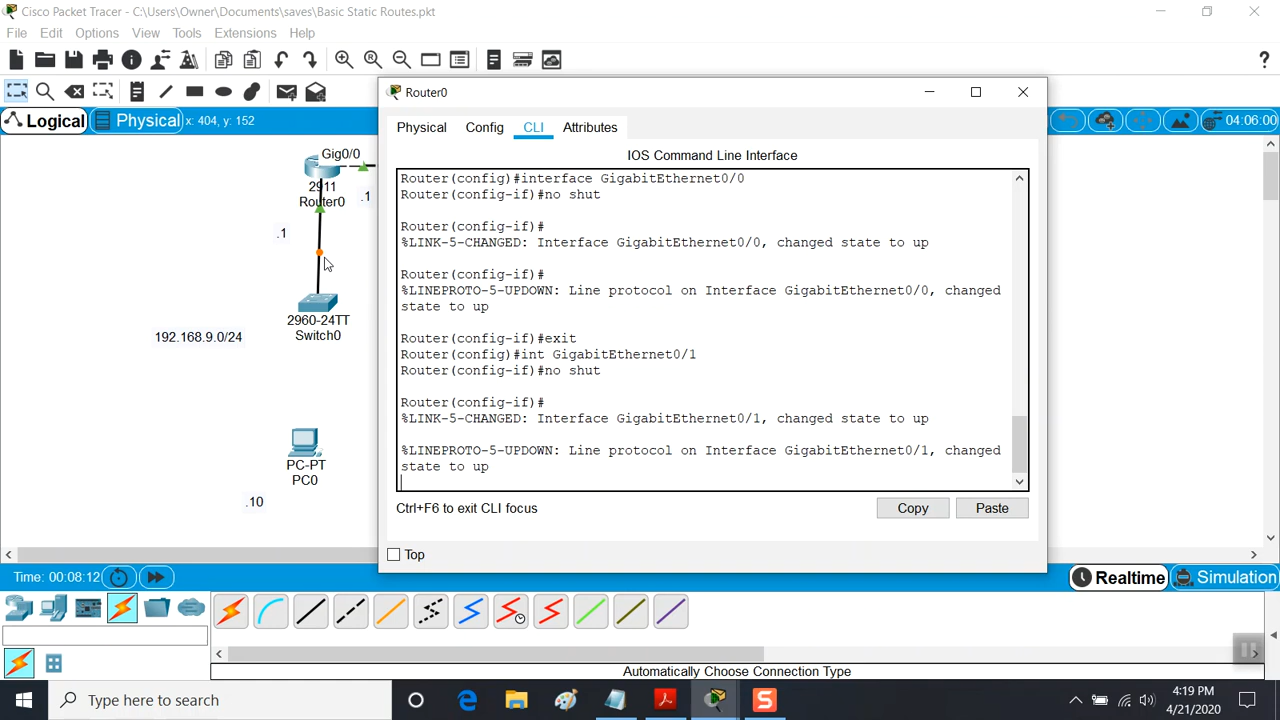 Cisco Packet Tracer - C:\Users\Owner\Documents\saves\Basic Static Routes.pkt
File Edit Options View Tools Extensions Help
?
Logical Physical x: 404, y: 152
04:06:00
Router0
Physical Config CLI Attributes
IOS Command Line Interface
Router(config)#interface GigabitEthernet0/0
Router(config-if)#no shut
Router(config-if)#
%LINK-5-CHANGED: Interface GigabitEthernet0/0, changed state to up
Router(config-if)#
%LINEPROTO-5-UPDOWN: Line protocol on Interface GigabitEthernet0/0, changed
state to up
Router(config-if)#exit
Router(config)#int GigabitEthernet0/1
Router(config-if)#no shut
Router(config-if)#
%LINK-5-CHANGED: Interface GigabitEthernet0/1, changed state to up
%LINEPROTO-5-UPDOWN: Line protocol on Interface GigabitEthernet0/1, changed
state to up
Ctrl+F6 to exit CLI focus
Copy Paste
Top
Gig0/0
2911
Router0
.1
.1
2960-24TT
Switch0
192.168.9.0/24
PC-PT
PC0
.10
Time: 00:08:12
Realtime Simulation
Automatically Choose Connection Type
Type here to search
4:19 PM
4/21/2020